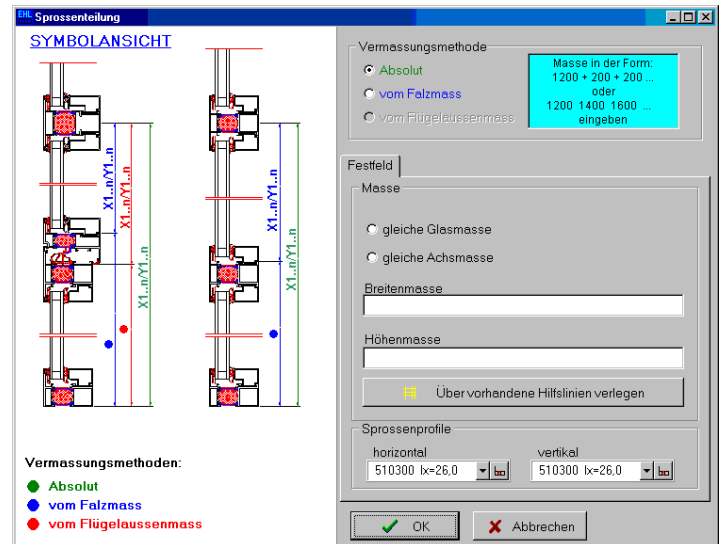 EHL Sprossenteilung
SYMBOLANSICHT
X1..n/Y1..n
X1..n/Y1..n
X1..n/Y1..n
X1..n/Y1..n
X1..n/Y1..n
Vermassungsmethoden:
Absolut
vom Falzmass
vom Flügelaussenmass
Vermassungsmethode
Absolut
vom Falzmass
vom Flügelaussenmass
Masse in der Form:
1200 + 200 + 200 ...
oder
1200 1400 1600 ...
eingeben
Festfeld
Masse
gleiche Glasmasse
gleiche Achsmasse
Breitenmasse
Höhenmasse
Über vorhandene Hilfslinien verlegen
Sprossenprofile
horizontal vertikal
510300 Ix=26,0 510300 Ix=26,0
OK Abbrechen